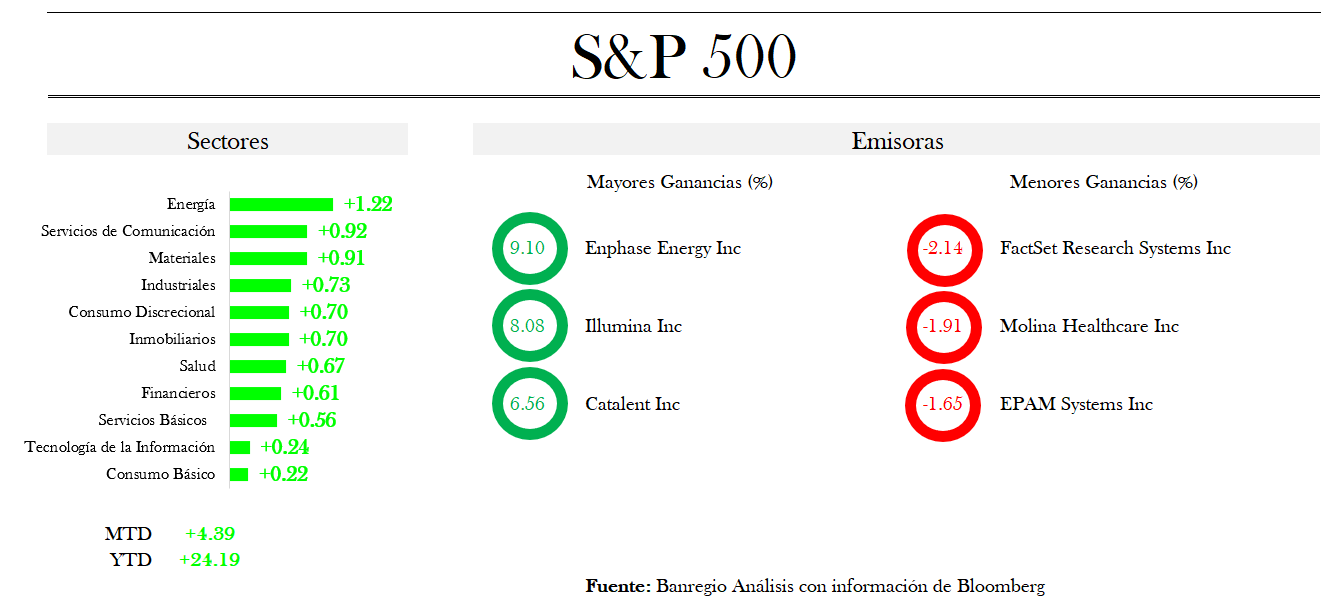 S&P 500
Sectores
Energía +1.22
Servicios de Comunicación +0.92
Materiales +0.91
Industriales +0.73
Consumo Discrecional +0.70
Inmobiliarios +0.70
Salud +0.67
Financieros +0.61
Servicios Básicos +0.56
Tecnología de la Información +0.24
Consumo Básico +0.22
MTD +4.39
YTD +24.19
Emisoras
Mayores Ganancias (%)
9.10 Enphase Energy Inc
8.08 Illumina Inc
6.56 Catalent Inc
Menores Ganancias (%)
-2.14 FactSet Research Systems Inc
-1.91 Molina Healthcare Inc
-1.65 EPAM Systems Inc
Fuente: Banregio Análisis con información de Bloomberg